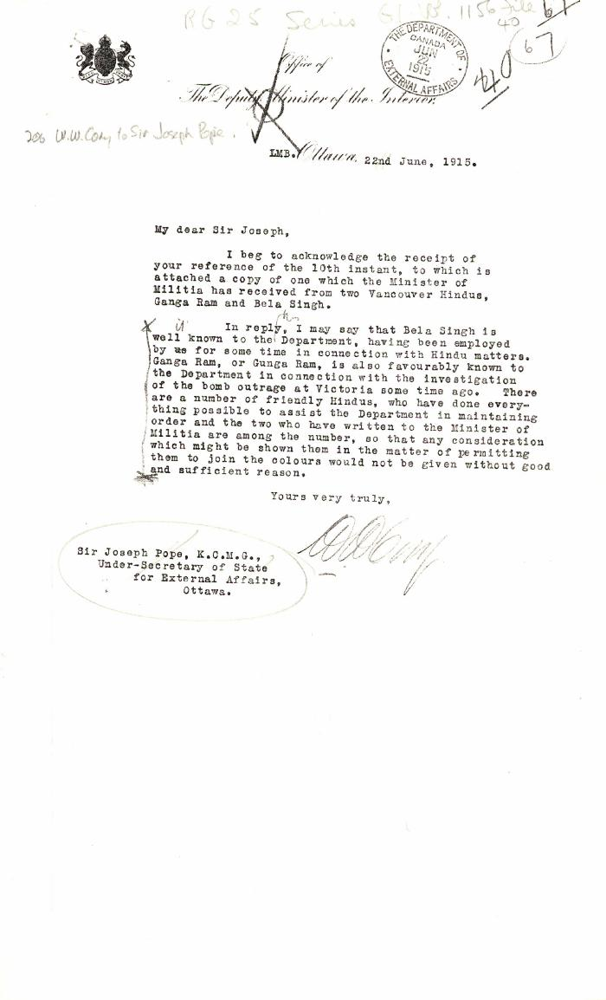 RG 25 Series G1 Vol. 1156 File 40
67
67
THE DEPARTMENT OF
CANADA
JUN
22
1915
EXTERNAL AFFAIRS
Office of
The Deputy Minister of the Interior.
206 W.W. Cory to Sir Joseph Pope.
LMB. Ottawa, 22nd June, 1915.
My dear Sir Joseph,
I beg to acknowledge the receipt of
your reference of the 10th instant, to which is
attached a copy of one which the Minister of
Militia has received from two Vancouver Hindus,
Ganga Ram and Bela Singh.
In reply, I may say that Bela Singh is
well known to the Department, having been employed
by us for some time in connection with Hindu matters.
Ganga Ram, or Gunga Ram, is also favourably known to
the Department in connection with the investigation
of the bomb outrage at Victoria some time ago. There
are a number of friendly Hindus, who have done every-
thing possible to assist the Department in maintaining
order and the two who have written to the Minister of
Militia are among the number, so that any consideration
which might be shown them in the matter of permitting
them to join the colours would not be given without good
and sufficient reason.
Yours very truly,
WWCory
Sir Joseph Pope, K.C.M.G.,
Under-Secretary of State
for External Affairs,
Ottawa.